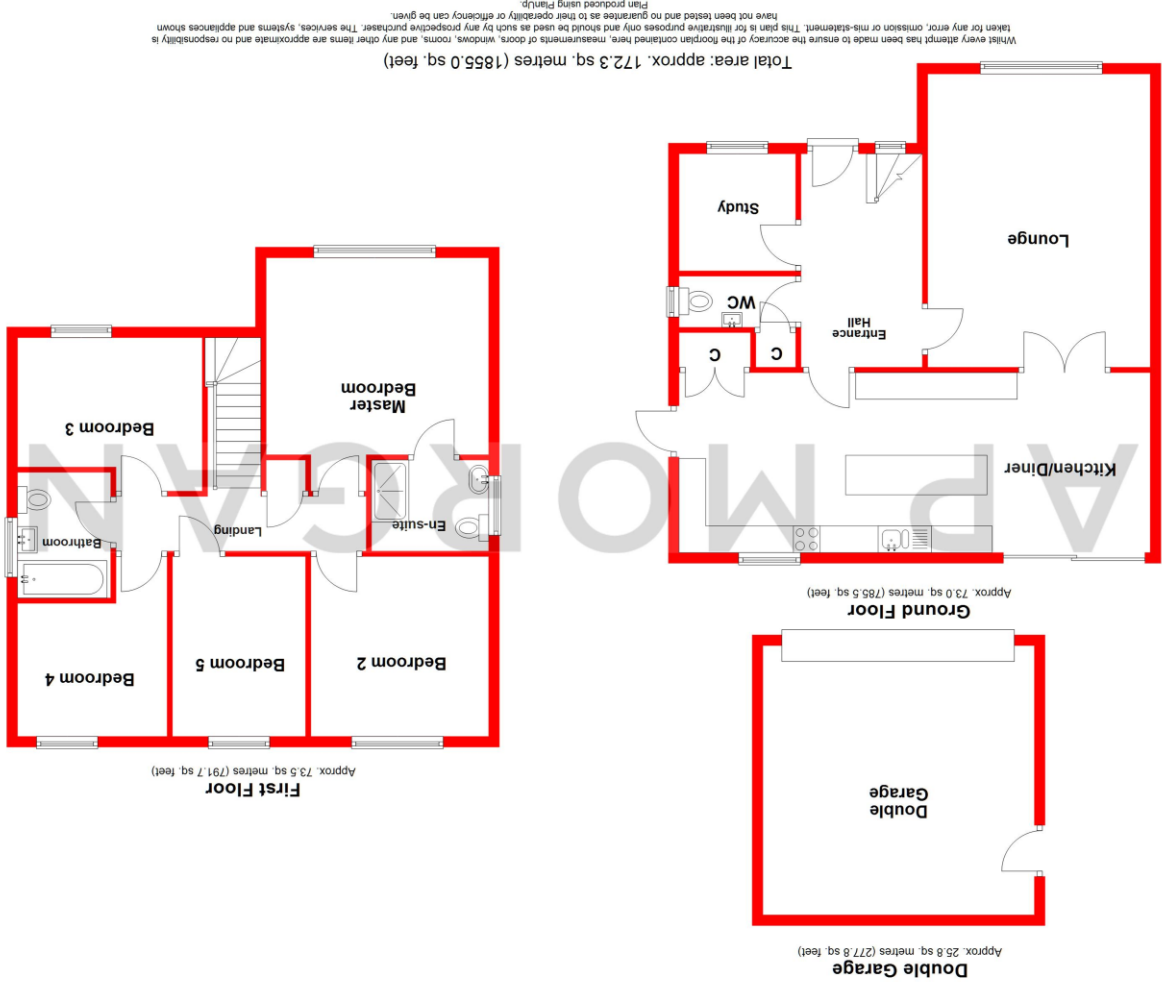 Double Garage
Approx. 25.8 sq. metres (277.8 sq. feet)
Double
Garage
Ground Floor
Approx. 73.0 sq. metres (785.5 sq. feet)
Kitchen/Diner
C
C
Entrance
Hall
WC
Lounge
Study
First Floor
Approx. 73.5 sq. metres (791.7 sq. feet)
Bedroom 2
Bedroom 5
Bedroom 4
Bathroom
Landing
En-suite
Bedroom 3
Master
Bedroom
AP MORGAN
Total area: approx. 172.3 sq. metres (1855.0 sq. feet)
Whilst every attempt has been made to ensure the accuracy of the floorplan contained here, measurements of doors, windows, rooms, and any other items are approximate and no responsibility is
taken for any error, omission or mis-statement. This plan is for illustrative purposes only and should be used as such by any prospective purchaser. The services, systems and appliances shown
have not been tested and no guarantee as to their operability or efficiency can be given.
Plan produced using PlanUp.